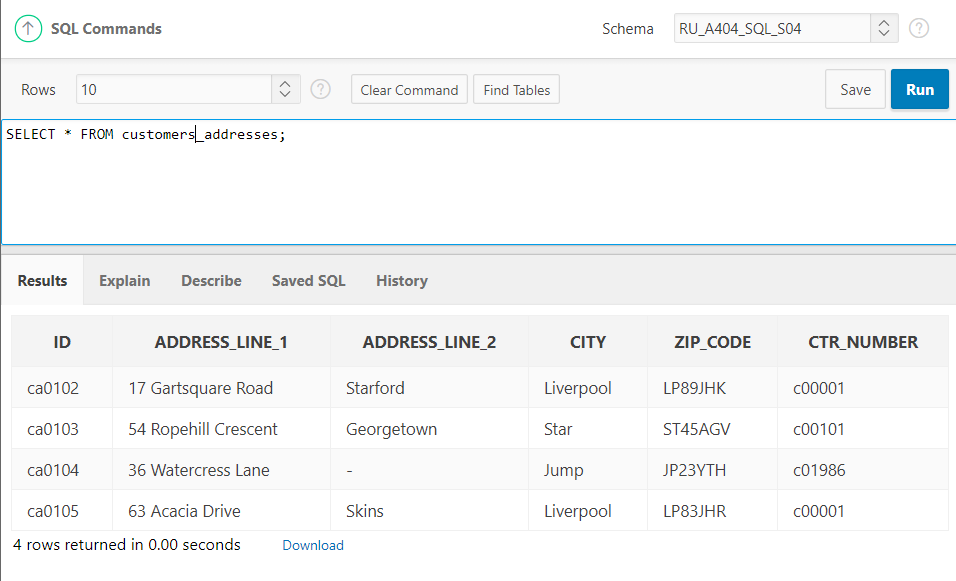 SQL Commands Schema RU_A404_SQL_S04 ?
Rows 10 ? Clear Command Find Tables Save Run
SELECT * FROM customers_addresses;
Results Explain Describe Saved SQL History
ID ADDRESS_LINE_1 ADDRESS_LINE_2 CITY ZIP_CODE CTR_NUMBER
ca0102 17 Gartsquare Road Starford Liverpool LP89JHK c00001
ca0103 54 Ropehill Crescent Georgetown Star ST45AGV c00101
ca0104 36 Watercress Lane - Jump JP23YTH c01986
ca0105 63 Acacia Drive Skins Liverpool LP83JHR c00001
4 rows returned in 0.00 seconds Download